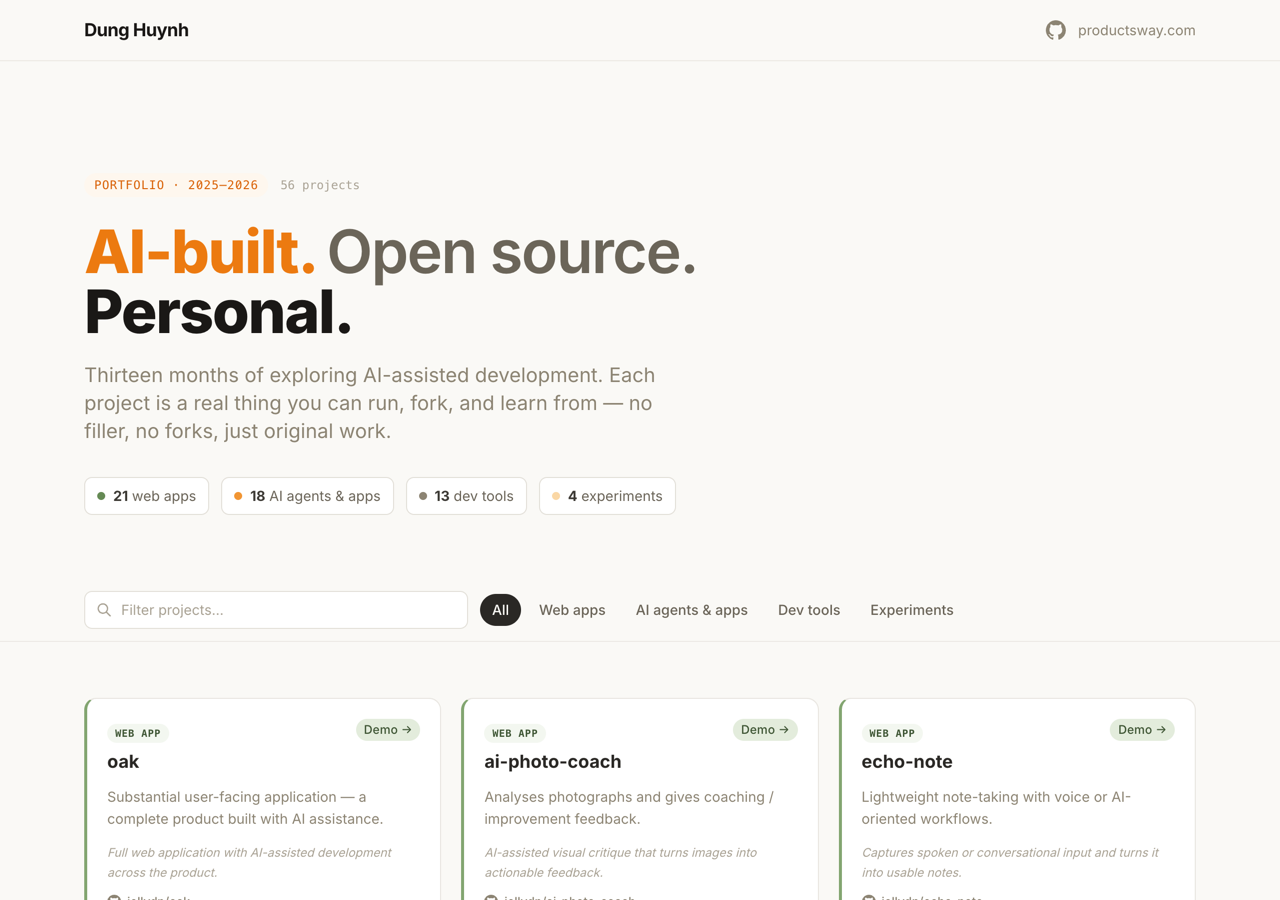 Dung Huynh
productsway.com
PORTFOLIO · 2025—2026 56 projects
AI-built. Open source.
Personal.
Thirteen months of exploring AI-assisted development. Each
project is a real thing you can run, fork, and learn from — no
filler, no forks, just original work.
21 web apps
18 AI agents & apps
13 dev tools
4 experiments
Filter projects...
All
Web apps
AI agents & apps
Dev tools
Experiments
WEB APP
Demo →
oak
Substantial user-facing application — a
complete product built with AI assistance.
Full web application with AI-assisted development
across the product.
WEB APP
Demo →
ai-photo-coach
Analyses photographs and gives coaching /
improvement feedback.
AI-assisted visual critique that turns images into
actionable feedback.
WEB APP
Demo →
echo-note
Lightweight note-taking with voice or AI-
oriented workflows.
Captures spoken or conversational input and turns it
into usable notes.